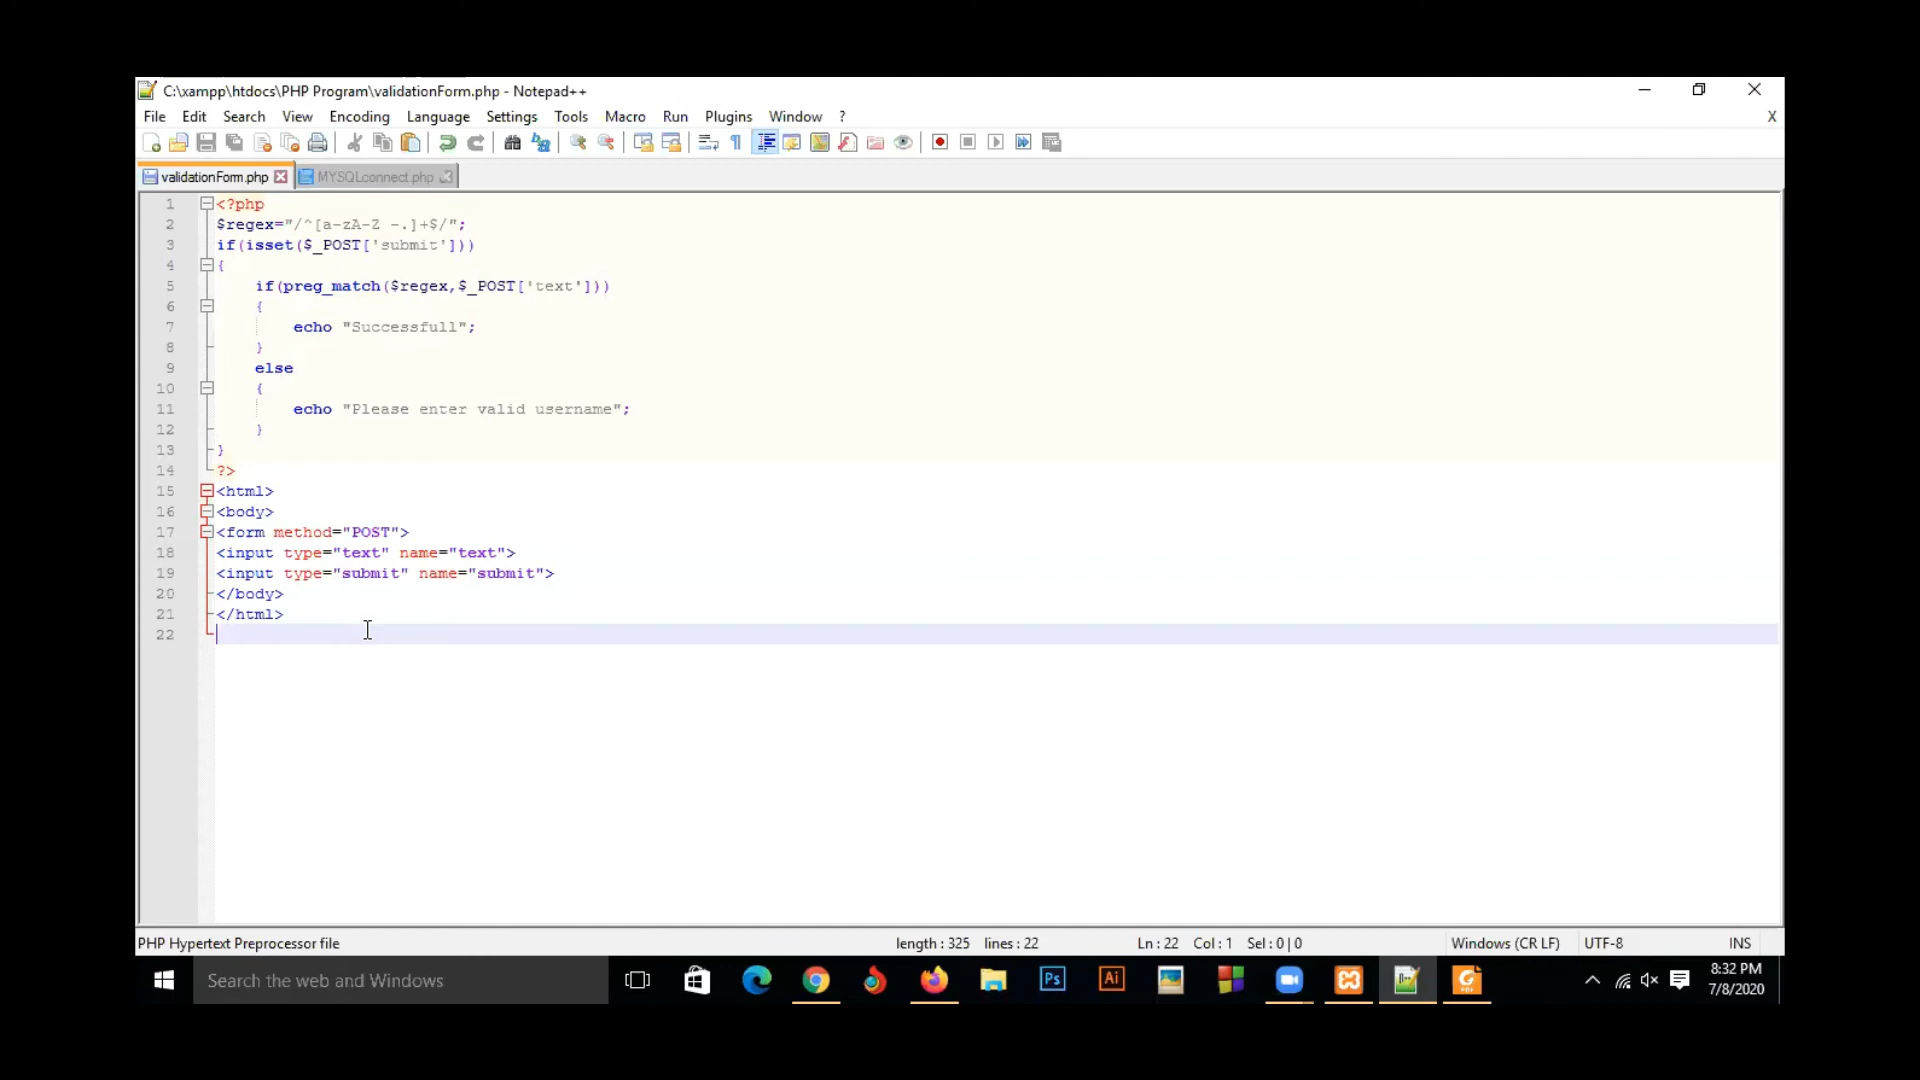 C:\xampp\htdocs\PHP Program\validationForm.php - Notepad++
File Edit Search View Encoding Language Settings Tools Macro Run Plugins Window ? X
validationForm.php MYSQLconnect.php
1 <?php
2 $regex="/^[a-zA-Z -.]+$/";
3 if(isset($_POST['submit']))
4 {
5 if(preg_match($regex,$_POST['text']))
6 {
7 echo "Successfull";
8 }
9 else
10 {
11 echo "Please enter valid username";
12 }
13 }
14 ?>
15 <html>
16 <body>
17 <form method="POST">
18 <input type="text" name="text">
19 <input type="submit" name="submit">
20 </body>
21 </html>
22
PHP Hypertext Preprocessor file length : 325 lines : 22 Ln : 22 Col : 1 Sel : 0 | 0 Windows (CR LF) UTF-8 INS
Search the web and Windows Ps Ai 8:32 PM
7/8/2020